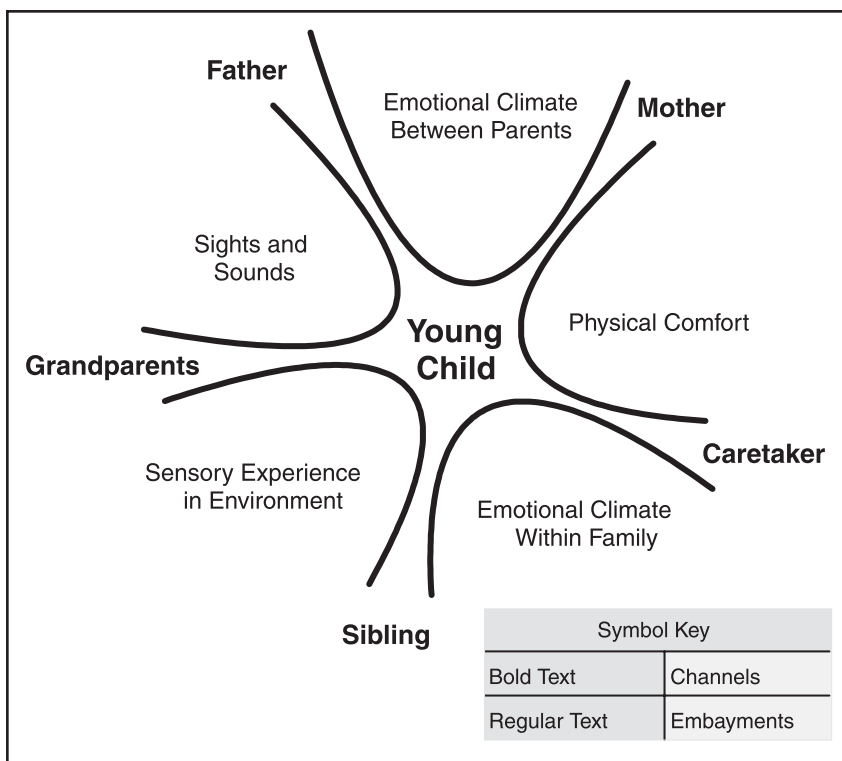 Father
Emotional Climate
Between Parents
Mother
Sights and
Sounds
Young
Child
Physical Comfort
Grandparents
Caretaker
Sensory Experience
in Environment
Emotional Climate
Within Family
Sibling
Symbol Key
Bold Text Channels
Regular Text Embayments